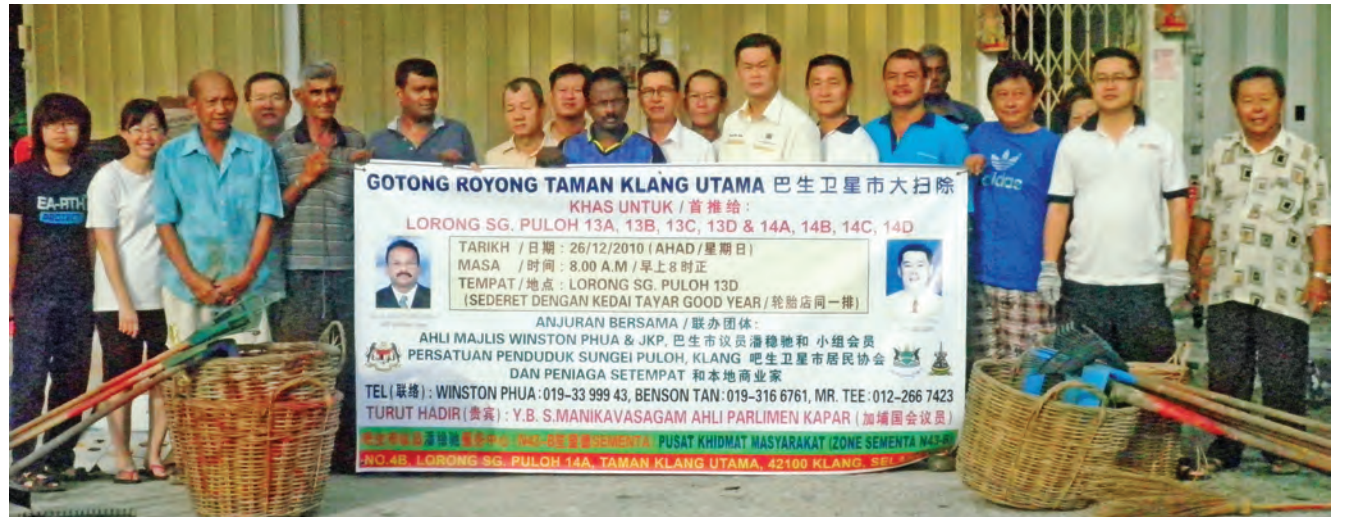 GOTONG ROYONG TAMAN KLANG UTAMA 巴生卫星市大扫除
KHAS UNTUK / 首推给 :
LORONG SG. PULOH 13A, 13B, 13C, 13D & 14A, 14B, 14C, 14D
TARIKH / 日期 : 26/12/2010 (AHAD / 星期日)
MASA / 时间 : 8.00 A.M / 早上 8 时正
TEMPAT / 地点 : LORONG SG. PULOH 13D
(SEDERET DENGAN KEDAI TAYAR GOOD YEAR / 轮胎店同一排)
ANJURAN BERSAMA / 联办团体 :
AHLI MAJLIS WINSTON PHUA & JKP, 巴生市议员潘稳驰和 小组会员
PERSATUAN PENDUDUK SUNGEI PULOH, KLANG 吧生卫星市居民协会
DAN PENIAGA SETEMPAT 和本地商业家
TEL (联络) : WINSTON PHUA : 019-33 999 43, BENSON TAN : 019-316 6761, MR. TEE : 012-266 7423
TURUT HADIR (贵宾) : Y.B. S.MANIKAVASAGAM AHLI PARLIMEN KAPAR (加埔国会议员)
潘稳驰服务中心 SEMENTA PUSAT KHIDMAT MASYARAKAT (ZONE SEMENTA N43-B
NO.4B, LORONG SG. PULOH 14A, TAMAN KLANG UTAMA, 42100 KLANG,
EA-RTH
adidas